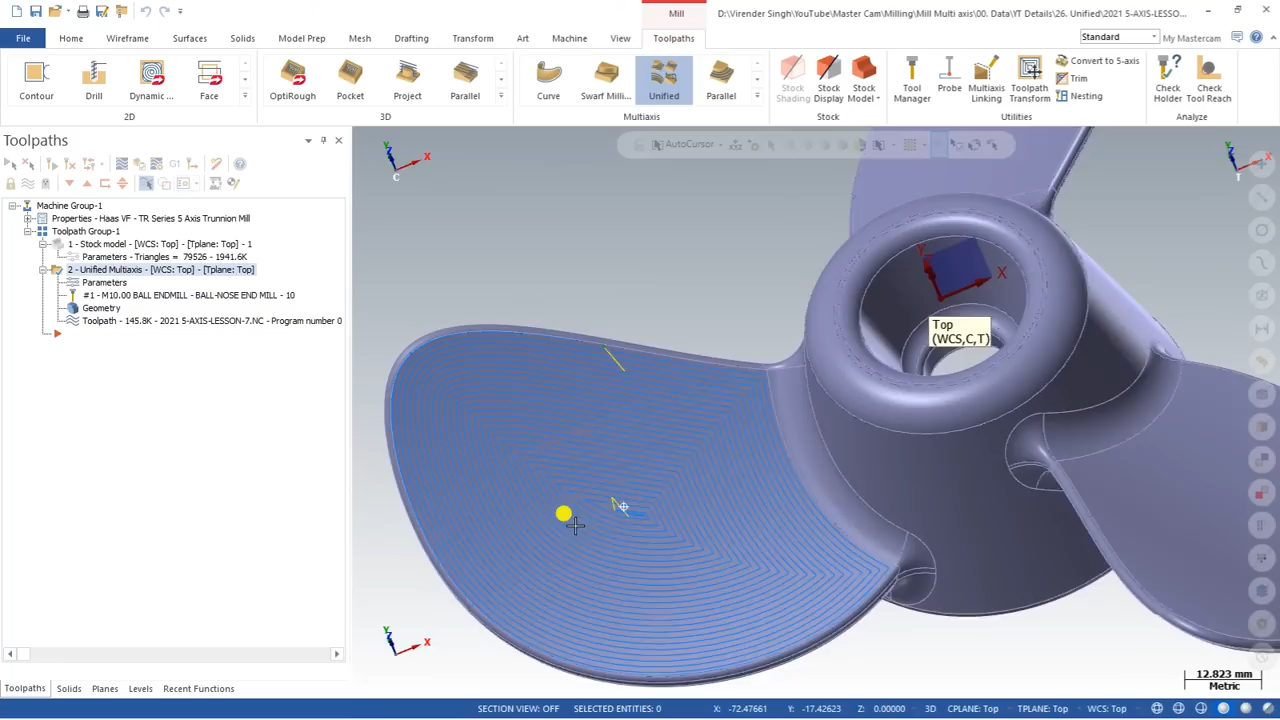 Mill
D:\Virender Singh\YouTube\Master Cam\Milling\Mill Multi axis\00. Data\YT Details\26. Unified\2021 5-AXIS-LESSO...
File Home Wireframe Surfaces Solids Model Prep Mesh Drafting Transform Art Machine View Toolpaths
Standard My Mastercam
Contour Drill Dynamic ... Face
2D
OptiRough Pocket Project Parallel
3D
Curve Swarf Milli... Unified Parallel
Multiaxis
Stock Shading Stock Display Stock Model
Stock
Tool Manager Probe Multiaxis Linking Toolpath Transform Convert to 5-axis Trim Nesting
Utilities
Check Holder Check Tool Reach
Analyze
Toolpaths
AutoCursor
G1
Machine Group-1
Properties - Haas VF - TR Series 5 Axis Trunnion Mill
Toolpath Group-1
1 - Stock model - [WCS: Top] - [Tplane: Top] - 1
Parameters - Triangles = 79526 - 1941.6K
2 - Unified Multiaxis - [WCS: Top] - [Tplane: Top]
Parameters
#1 - M10.00 BALL ENDMILL - BALL-NOSE END MILL - 10
Geometry
Toolpath - 145.8K - 2021 5-AXIS-LESSON-7.NC - Program number 0
Y X
Z
C
X
T
Y
X
Top
(WCS,C,T)
Y
Z X
12.823 mm
Metric
Toolpaths Solids Planes Levels Recent Functions
SECTION VIEW: OFF SELECTED ENTITIES: 0 X: -72.47661 Y: -17.42623 Z: 0.00000 3D CPLANE: TOP TPLANE: TOP WCS: Top